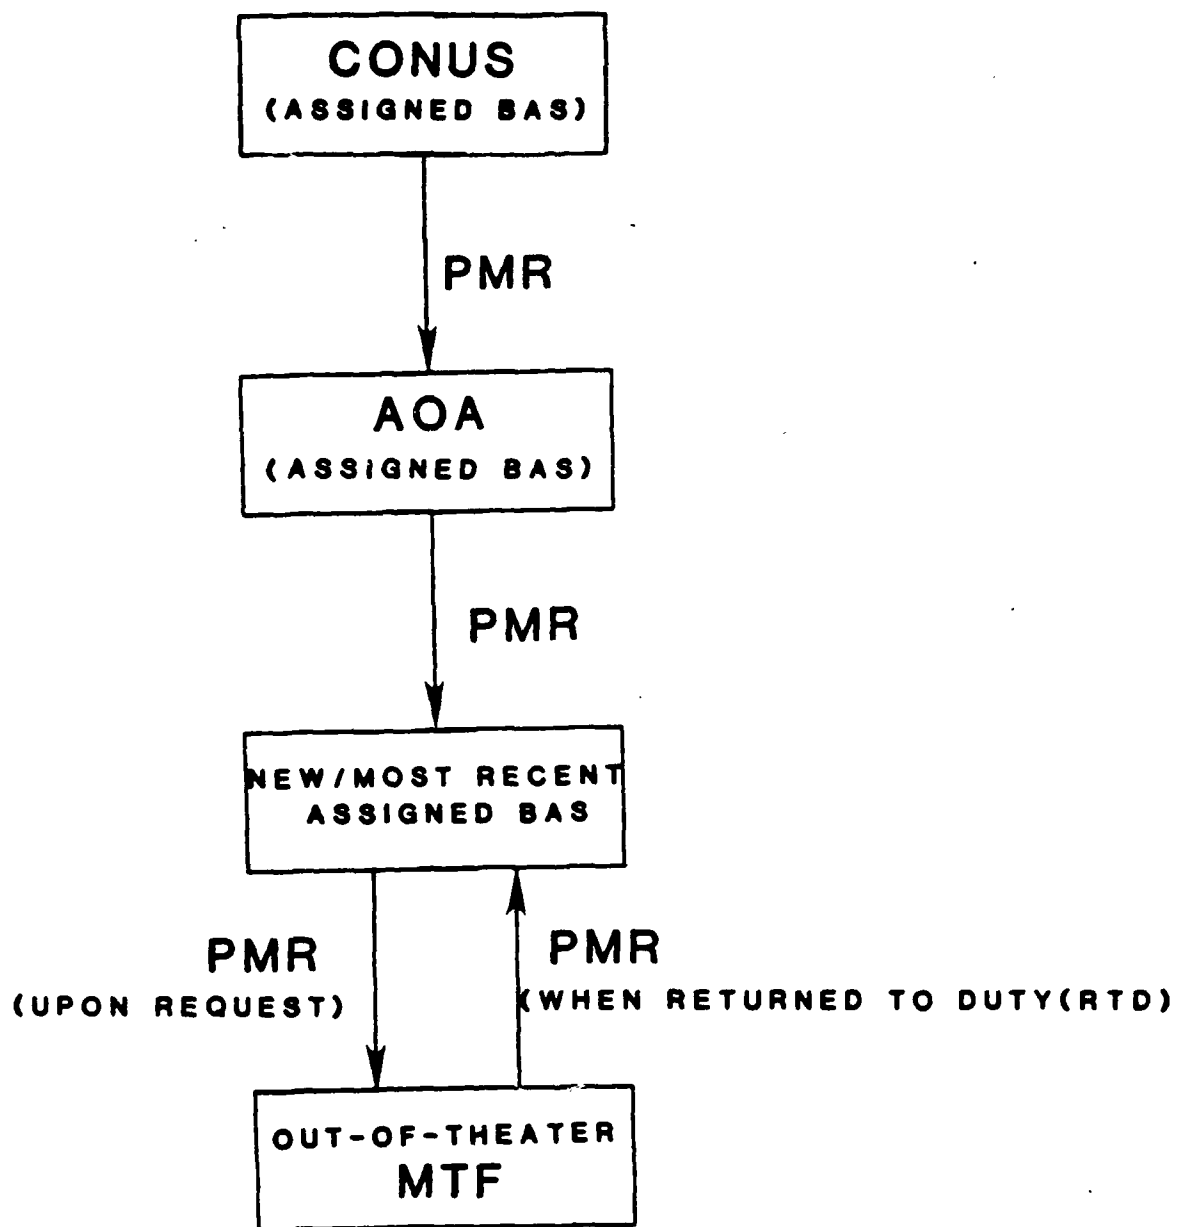 CONUS
(ASSIGNED BAS)
PMR
AOA
(ASSIGNED BAS)
PMR
NEW/MOST RECENT
ASSIGNED BAS
PMR
(UPON REQUEST)
PMR
(WHEN RETURNED TO DUTY(RTD)
OUT-OF-THEATER
MTF